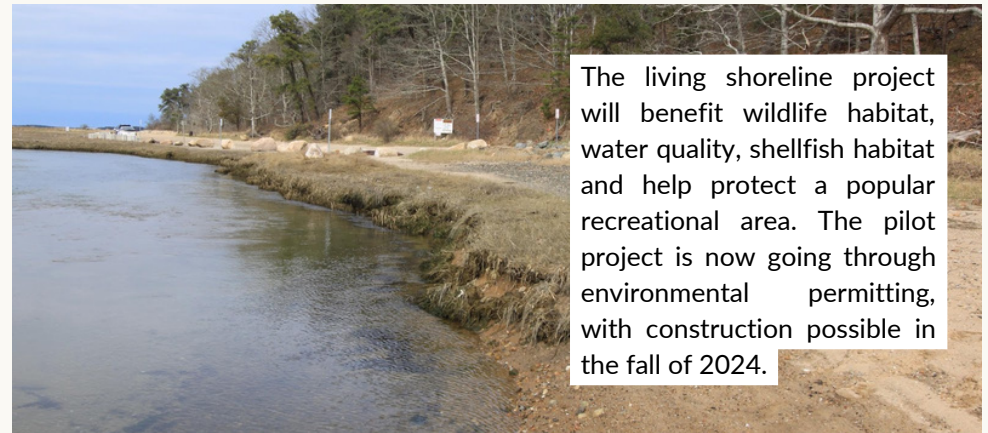 The living shoreline project
will benefit wildlife habitat,
water quality, shellfish habitat
and help protect a popular
recreational area. The pilot
project is now going through
environmental permitting,
with construction possible in
the fall of 2024.